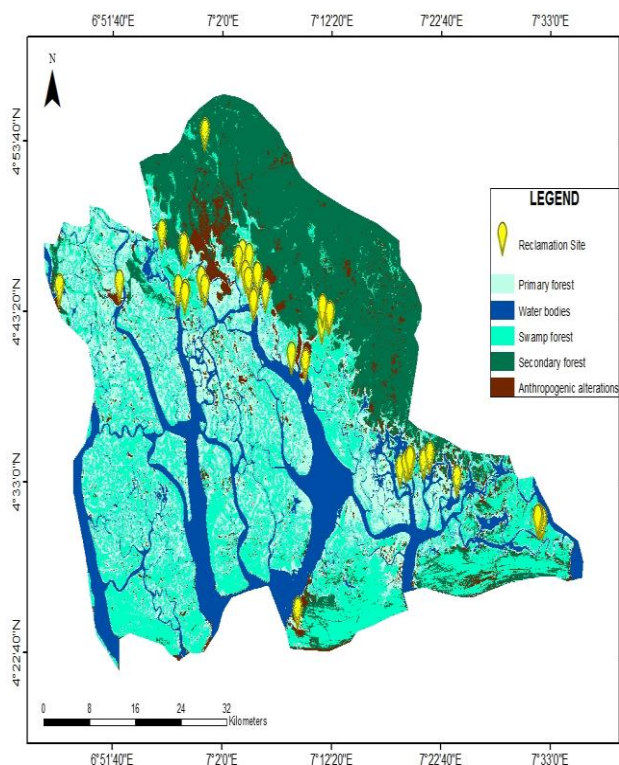 6°51'40"E 7°2'0"E 7°12'20"E 7°22'40"E 7°33'0"E
N
4°53'40"N
LEGEND
Reclamation Site
Primary forest
4°43'20"N
Water bodies
Swamp forest
Secondary forest
Anthropogenic alterations
4°33'0"N
4°22'40"N
0 8 16 24 32
Kilometers
6°51'40"E 7°2'0"E 7°12'20"E 7°22'40"E 7°33'0"E